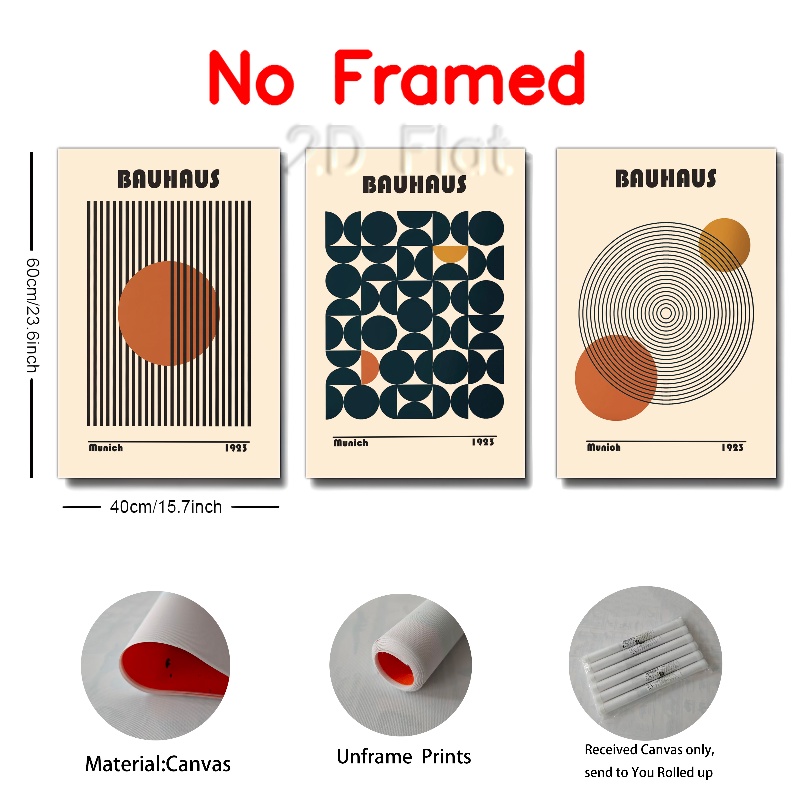 No Framed
2D Flat
BAUHAUS
BAUHAUS
BAUHAUS
60cm/23.6inch
Munich 1923
Munich 1923
Munich 1923
40cm/15.7inch
Material:Canvas
Unframe Prints
Received Canvas only,
send to You Rolled up